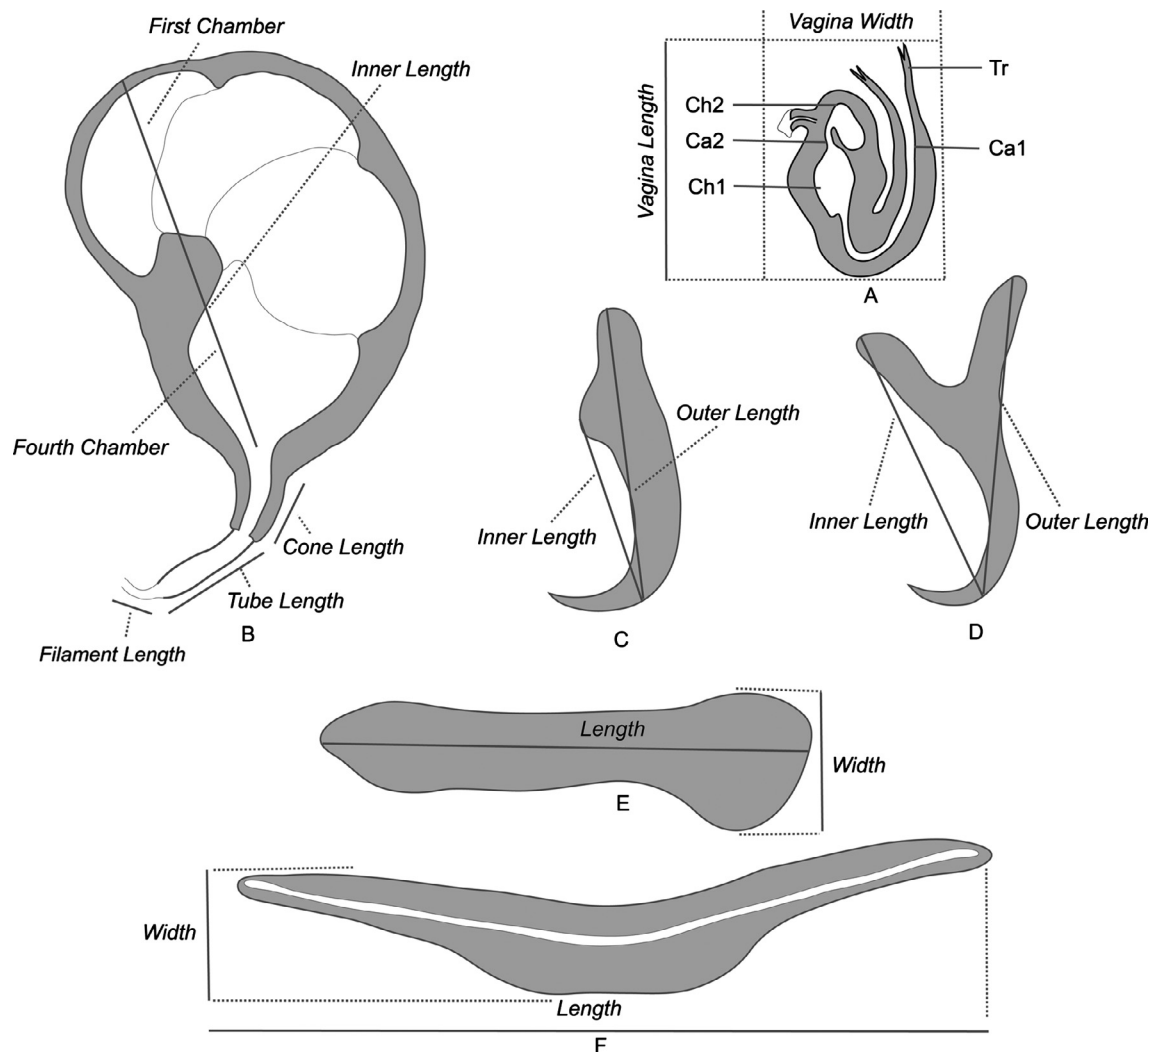 Vagina Width
First Chamber
Inner Length
Tr
Ch2
Vagina Length
Ca2
Ca1
Ch1
A
Outer Length
Fourth Chamber
Inner Length
Inner Length
Outer Length
Cone Length
Tube Length
B
C
D
Filament Length
Length
Width
E
Width
Length
F